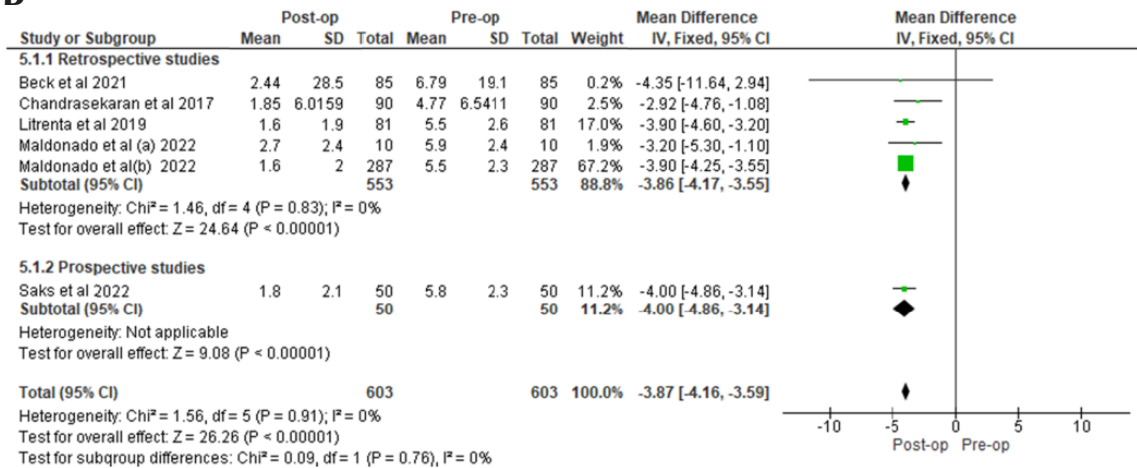 Post-op Pre-op Mean Difference Mean Difference
Study or Subgroup Mean SD Total Mean SD Total Weight IV, Fixed, 95% CI IV, Fixed, 95% CI
5.1.1 Retrospective studies
Beck et al 2021 2.44 28.5 85 6.79 19.1 85 0.2% -4.35 [-11.64, 2.94]
Chandrasekaran et al 2017 1.85 6.0159 90 4.77 6.5411 90 2.5% -2.92 [-4.76, -1.08]
Litrenta et al 2019 1.6 1.9 81 5.5 2.6 81 17.0% -3.90 [-4.60, -3.20]
Maldonado et al (a) 2022 2.7 2.4 10 5.9 2.4 10 1.9% -3.20 [-5.30, -1.10]
Maldonado et al(b) 2022 1.6 2 287 5.5 2.3 287 67.2% -3.90 [-4.25, -3.55]
Subtotal (95% CI) 553 553 88.8% -3.86 [-4.17, -3.55]
Heterogeneity: Chi² = 1.46, df = 4 (P = 0.83); I² = 0%
Test for overall effect: Z = 24.64 (P < 0.00001)
5.1.2 Prospective studies
Saks et al 2022 1.8 2.1 50 5.8 2.3 50 11.2% -4.00 [-4.86, -3.14]
Subtotal (95% CI) 50 50 11.2% -4.00 [-4.86, -3.14]
Heterogeneity: Not applicable
Test for overall effect: Z = 9.08 (P < 0.00001)
Total (95% CI) 603 603 100.0% -3.87 [-4.16, -3.59]
Heterogeneity: Chi² = 1.56, df = 5 (P = 0.91); I² = 0%
Test for overall effect: Z = 26.26 (P < 0.00001)
Test for subgroup differences: Chi² = 0.09, df = 1 (P = 0.76), I² = 0%
-10 -5 0 5 10
Post-op Pre-op